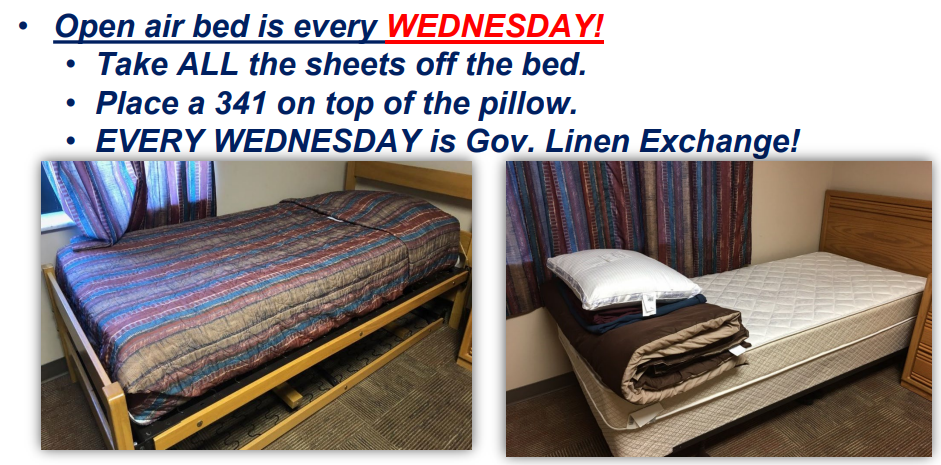 • Open air bed is every WEDNESDAY!
• Take ALL the sheets off the bed.
• Place a 341 on top of the pillow.
• EVERY WEDNESDAY is Gov. Linen Exchange!